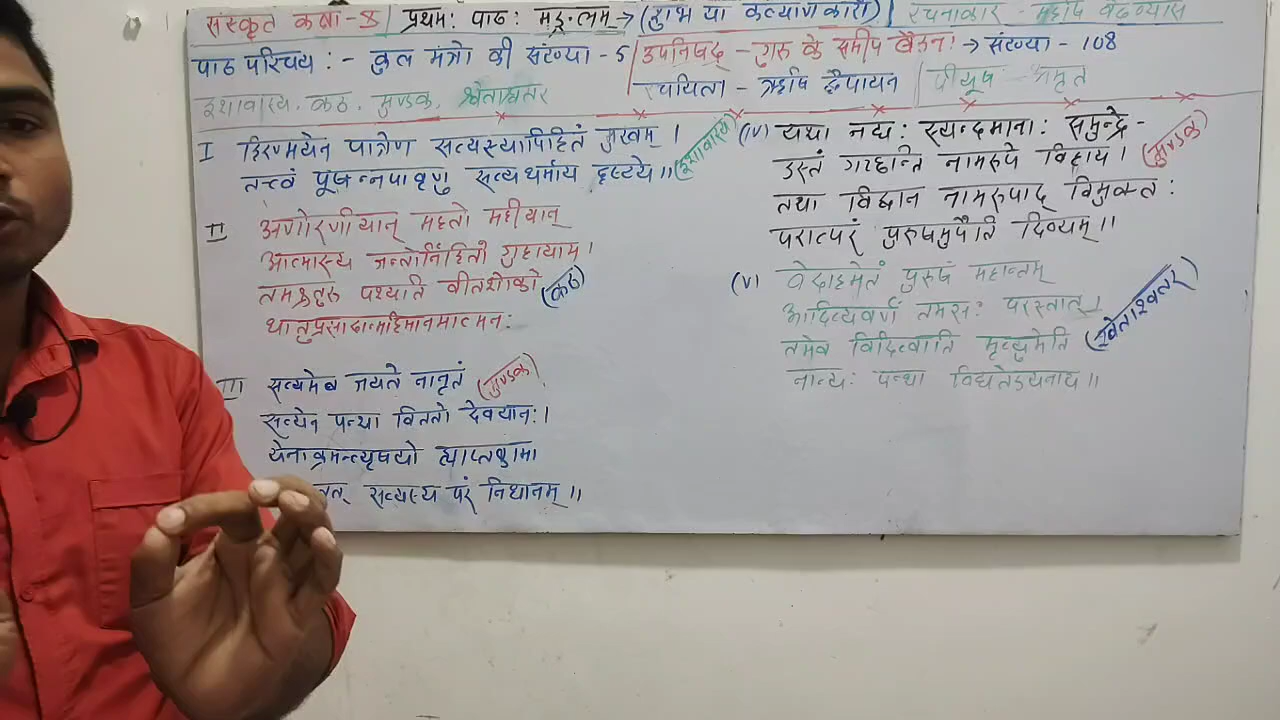 संस्कृत कक्षा - X | प्रथमः पाठः मङ्गलम् → (शुभ या कल्याणकारी) | रचनाकार - महर्षि वेदव्यास
पाठ परिचय :- कुल मंत्रो की संख्या - 5 | उपनिषद् - गुरु के समीप बैठना → संख्या - 108
इशावास्य, कठ, मुण्डक, श्वेताश्वतर
रचयिता - ऋषि द्वैपायन | पीयूष - अमृत
I हिरण्मयेन पात्रेण सत्यस्यापिहितं मुखम् ।
तत्त्वं पूषन्नपावृणु सत्यधर्माय दृष्टये ॥ (इशावास्य)
II अणोरणीयान् महतो महीयान्
आत्मास्य जन्तोर्निहितो गुहायाम् ।
तमक्रतुरु पश्यति वीतशोको (कठ)
धातुप्रसादान्महिमानमात्मनः
III सत्यमेव जयते नानृतं (मुण्डक)
सत्येन पन्था विततो देवयानः ।
येनाक्रमन्त्यृषयो ह्याप्तकामा
सत्यस्य परं निधानम् ॥
(IV) यथा नद्यः स्यन्दमानाः समुन्द्रे -
ऽस्तं गच्छन्ति नामरुपे विहाय । (मुण्डक)
तथा विद्वान नामरुपाद् विमुक्तः
परात्परं पुरुषमुपैति दिव्यम् ॥
(V) वेदाहमेतं पुरुषं महान्तम्
आदित्यवर्णं तमसः परस्तात् ।
तमेव विदित्वाति मृत्युमेति (श्वेताश्वतर)
नान्यः पन्था विद्यतेऽयनाय ॥